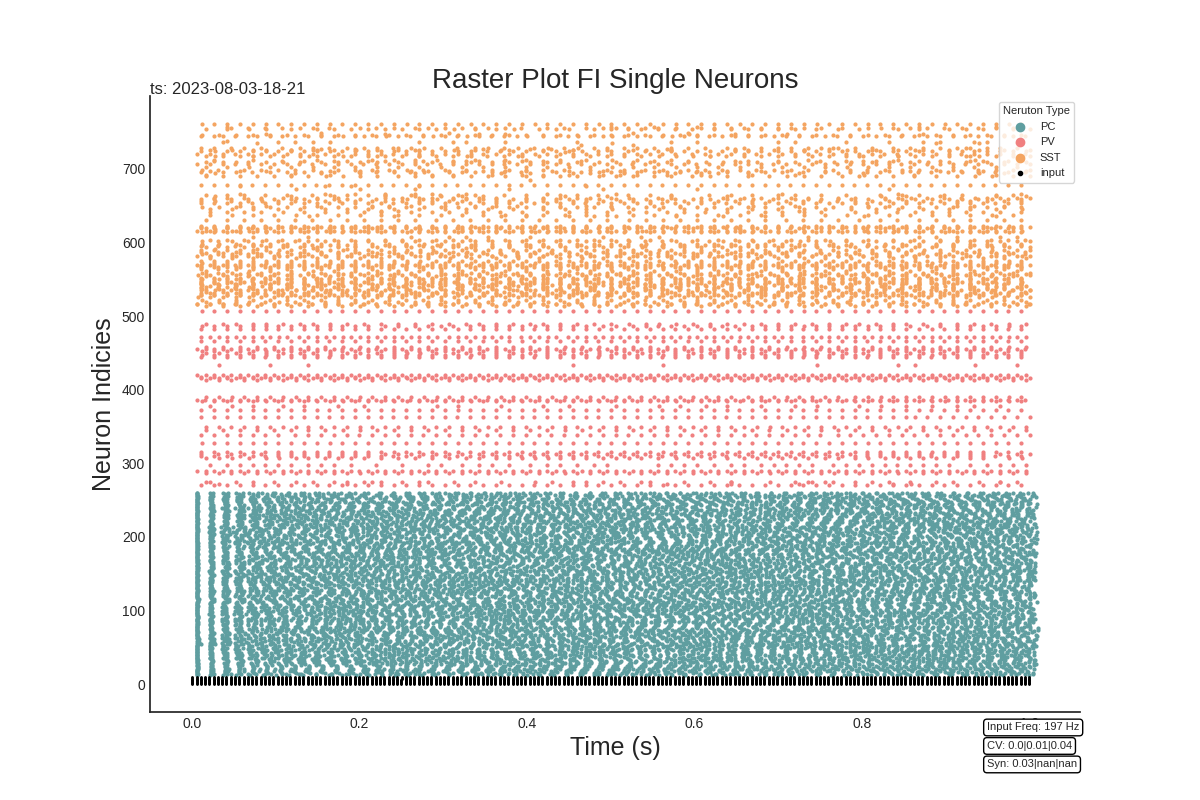 Raster Plot FI Single Neurons
ts: 2023-08-03-18-21
Neruton Type
PC
PV
SST
input
Neuron Indicies
700
600
500
400
300
200
100
0
0.0 0.2 0.4 0.6 0.8
Time (s)
Input Freq: 197 Hz
CV: 0.0|0.01|0.04
Syn: 0.03|nan|nan